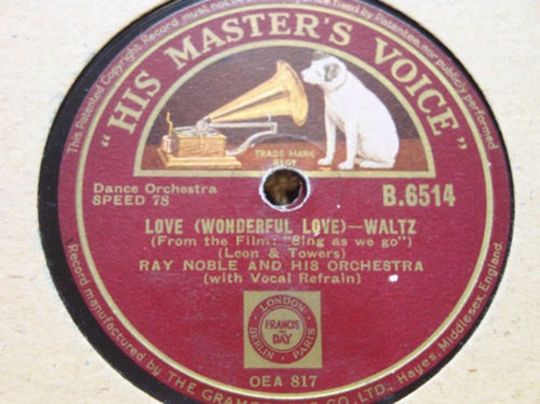 This Patented Copyright Record must not be
fixed by Patentee, nor publicly performed
"HIS MASTER'S VOICE"
TRADE-MARK
REGD
Dance Orchestra
SPEED 78
B.6514
LOVE (WONDERFUL LOVE)—WALTZ
(From the Film: "Sing as we go")
(Leon & Towers)
RAY NOBLE AND HIS ORCHESTRA
(with Vocal Refrain)
LONDON
FRANCIS
DAY
BERLIN PARIS
OEA 817
Record manufactured by THE GRAM CO., LTD., Hayes, Middlesex, England.